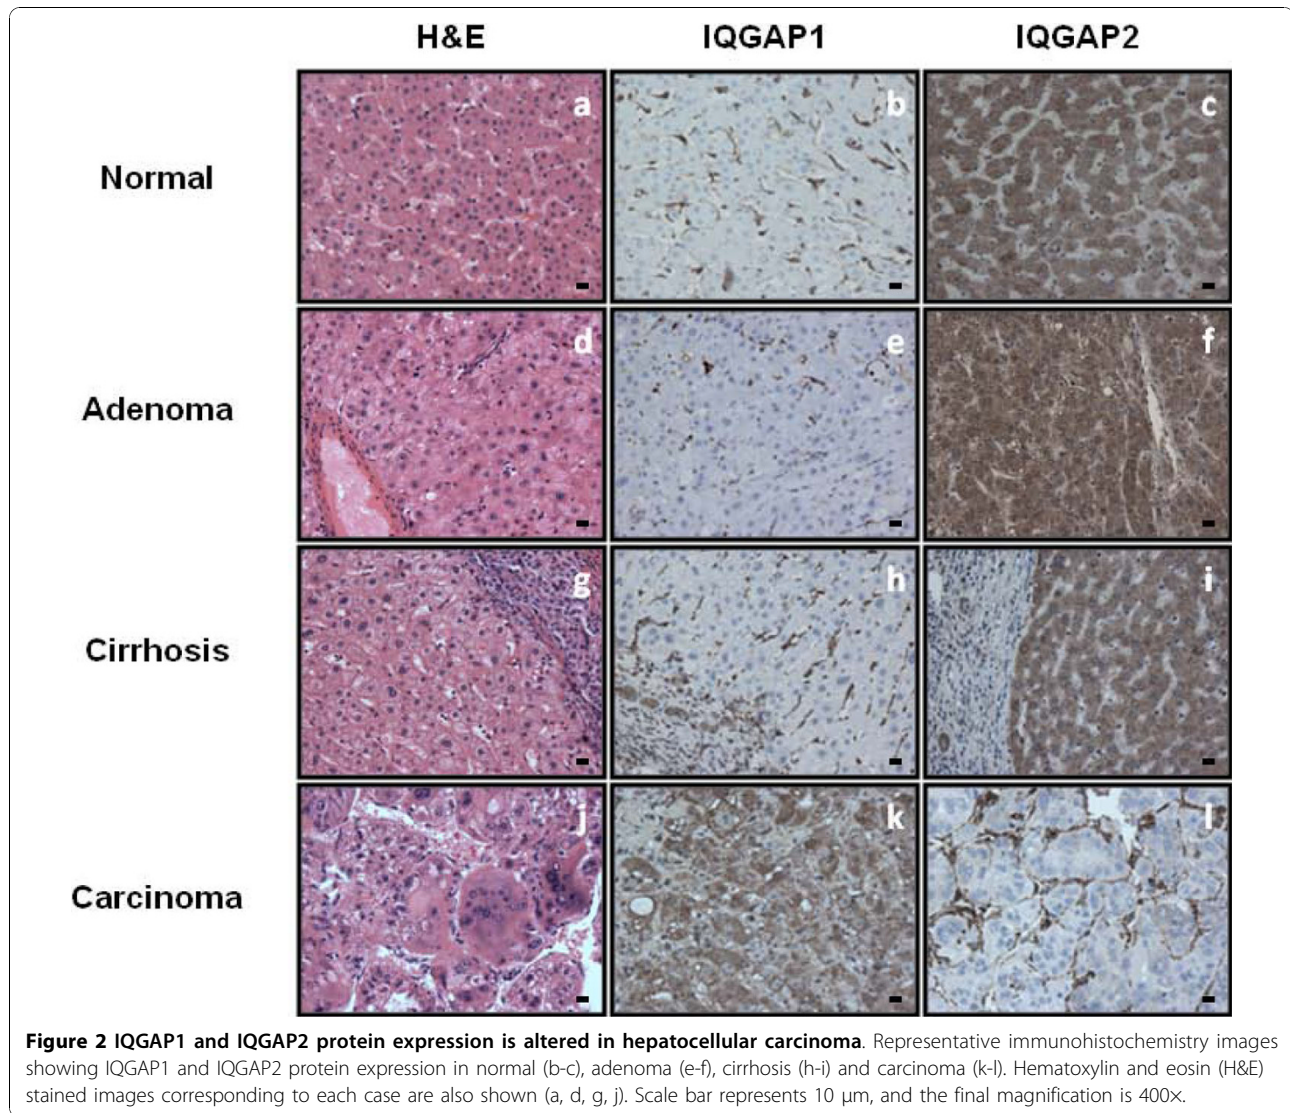 H&E IQGAP1 IQGAP2
Normal a b c
Adenoma d e f
Cirrhosis g h i
Carcinoma j k l
Figure 2 IQGAP1 and IQGAP2 protein expression is altered in hepatocellular carcinoma. Representative immunohistochemistry images
showing IQGAP1 and IQGAP2 protein expression in normal (b-c), adenoma (e-f), cirrhosis (h-i) and carcinoma (k-l). Hematoxylin and eosin (H&E)
stained images corresponding to each case are also shown (a, d, g, j). Scale bar represents 10 μm, and the final magnification is 400×.